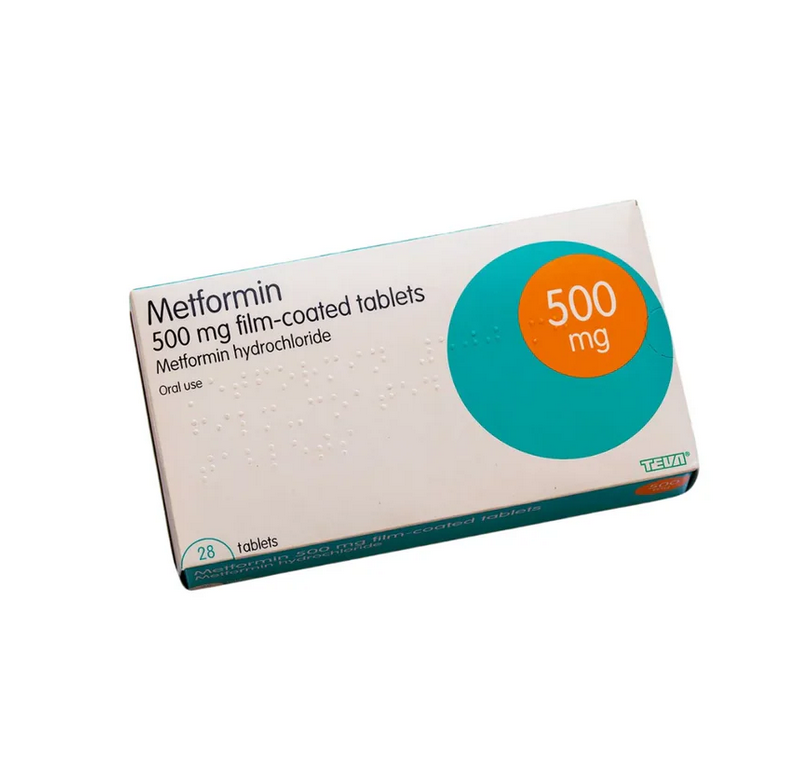 Metformin
500 mg film-coated tablets
Metformin hydrochloride
Oral use
500
mg
TEVA®
28 tablets
Metformin 500 mg film-coated tablets
Metformin hydrochloride
500